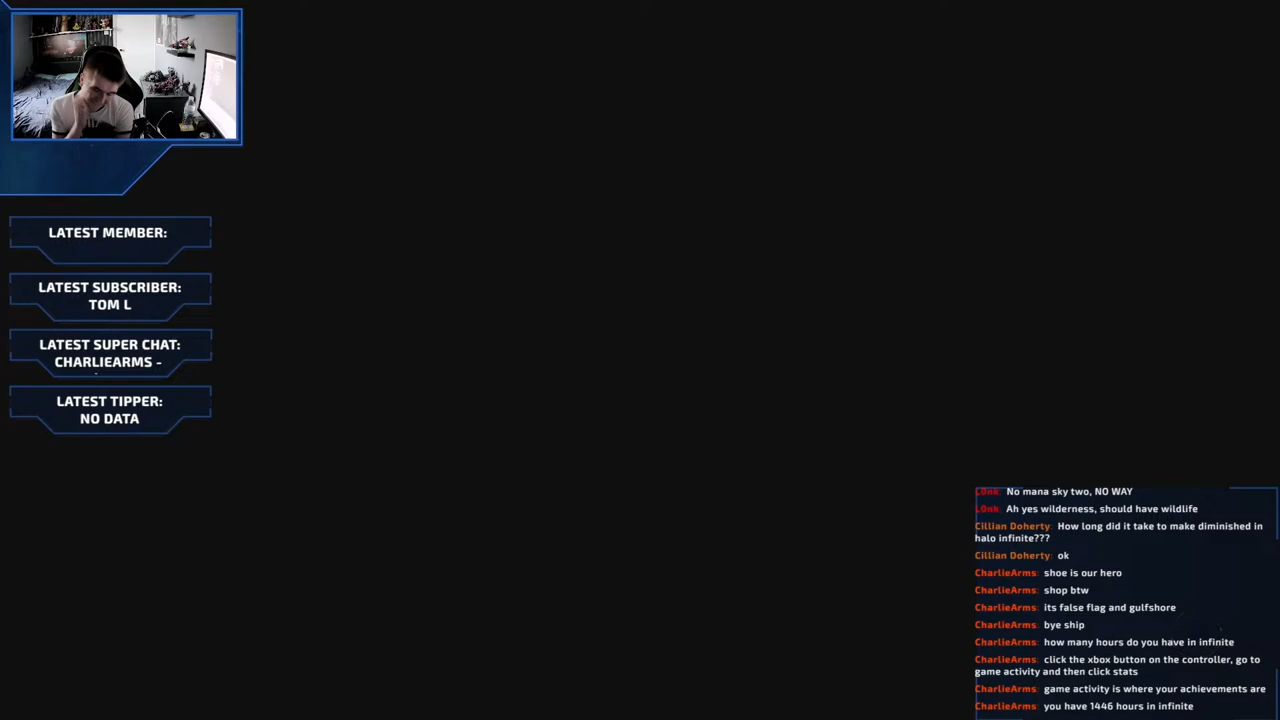 LATEST MEMBER:
LATEST SUBSCRIBER:
TOM L
LATEST SUPER CHAT:
CHARLIEARMS -
LATEST TIPPER:
NO DATA
L0nk: No mana sky two, NO WAY
L0nk: Ah yes wilderness, should have wildlife
Cillian Doherty: How long did it take to make diminished in
halo infinite???
Cillian Doherty: ok
CharlieArms: shoe is our hero
CharlieArms: shop btw
CharlieArms: its false flag and gulfshore
CharlieArms: bye ship
CharlieArms: how many hours do you have in infinite
CharlieArms: click the xbox button on the controller, go to
game activity and then click stats
CharlieArms: game activity is where your achievements are
CharlieArms: you have 1446 hours in infinite